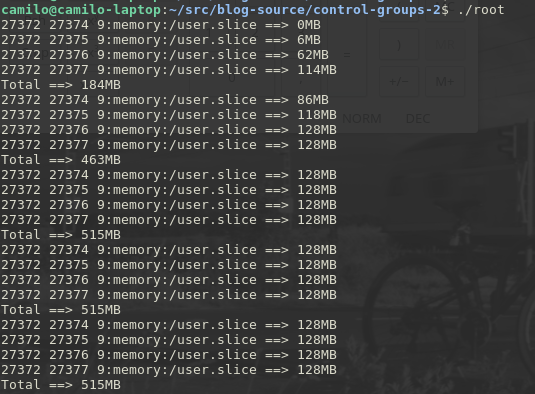 camilo@camilo-laptop:~/src/blog-source/control-groups-2$ ./root
27372 27374 9:memory:/user.slice ==> 0MB
27372 27375 9:memory:/user.slice ==> 6MB
27372 27376 9:memory:/user.slice ==> 62MB
27372 27377 9:memory:/user.slice ==> 114MB
Total ==> 184MB
27372 27374 9:memory:/user.slice ==> 86MB
27372 27375 9:memory:/user.slice ==> 118MB
27372 27376 9:memory:/user.slice ==> 128MB
27372 27377 9:memory:/user.slice ==> 128MB
Total ==> 463MB
27372 27374 9:memory:/user.slice ==> 128MB
27372 27375 9:memory:/user.slice ==> 128MB
27372 27376 9:memory:/user.slice ==> 128MB
27372 27377 9:memory:/user.slice ==> 128MB
Total ==> 515MB
27372 27374 9:memory:/user.slice ==> 128MB
27372 27375 9:memory:/user.slice ==> 128MB
27372 27376 9:memory:/user.slice ==> 128MB
27372 27377 9:memory:/user.slice ==> 128MB
Total ==> 515MB
27372 27374 9:memory:/user.slice ==> 128MB
27372 27375 9:memory:/user.slice ==> 128MB
27372 27376 9:memory:/user.slice ==> 128MB
27372 27377 9:memory:/user.slice ==> 128MB
Total ==> 515MB
)
=
+/− M+
NORM DEC